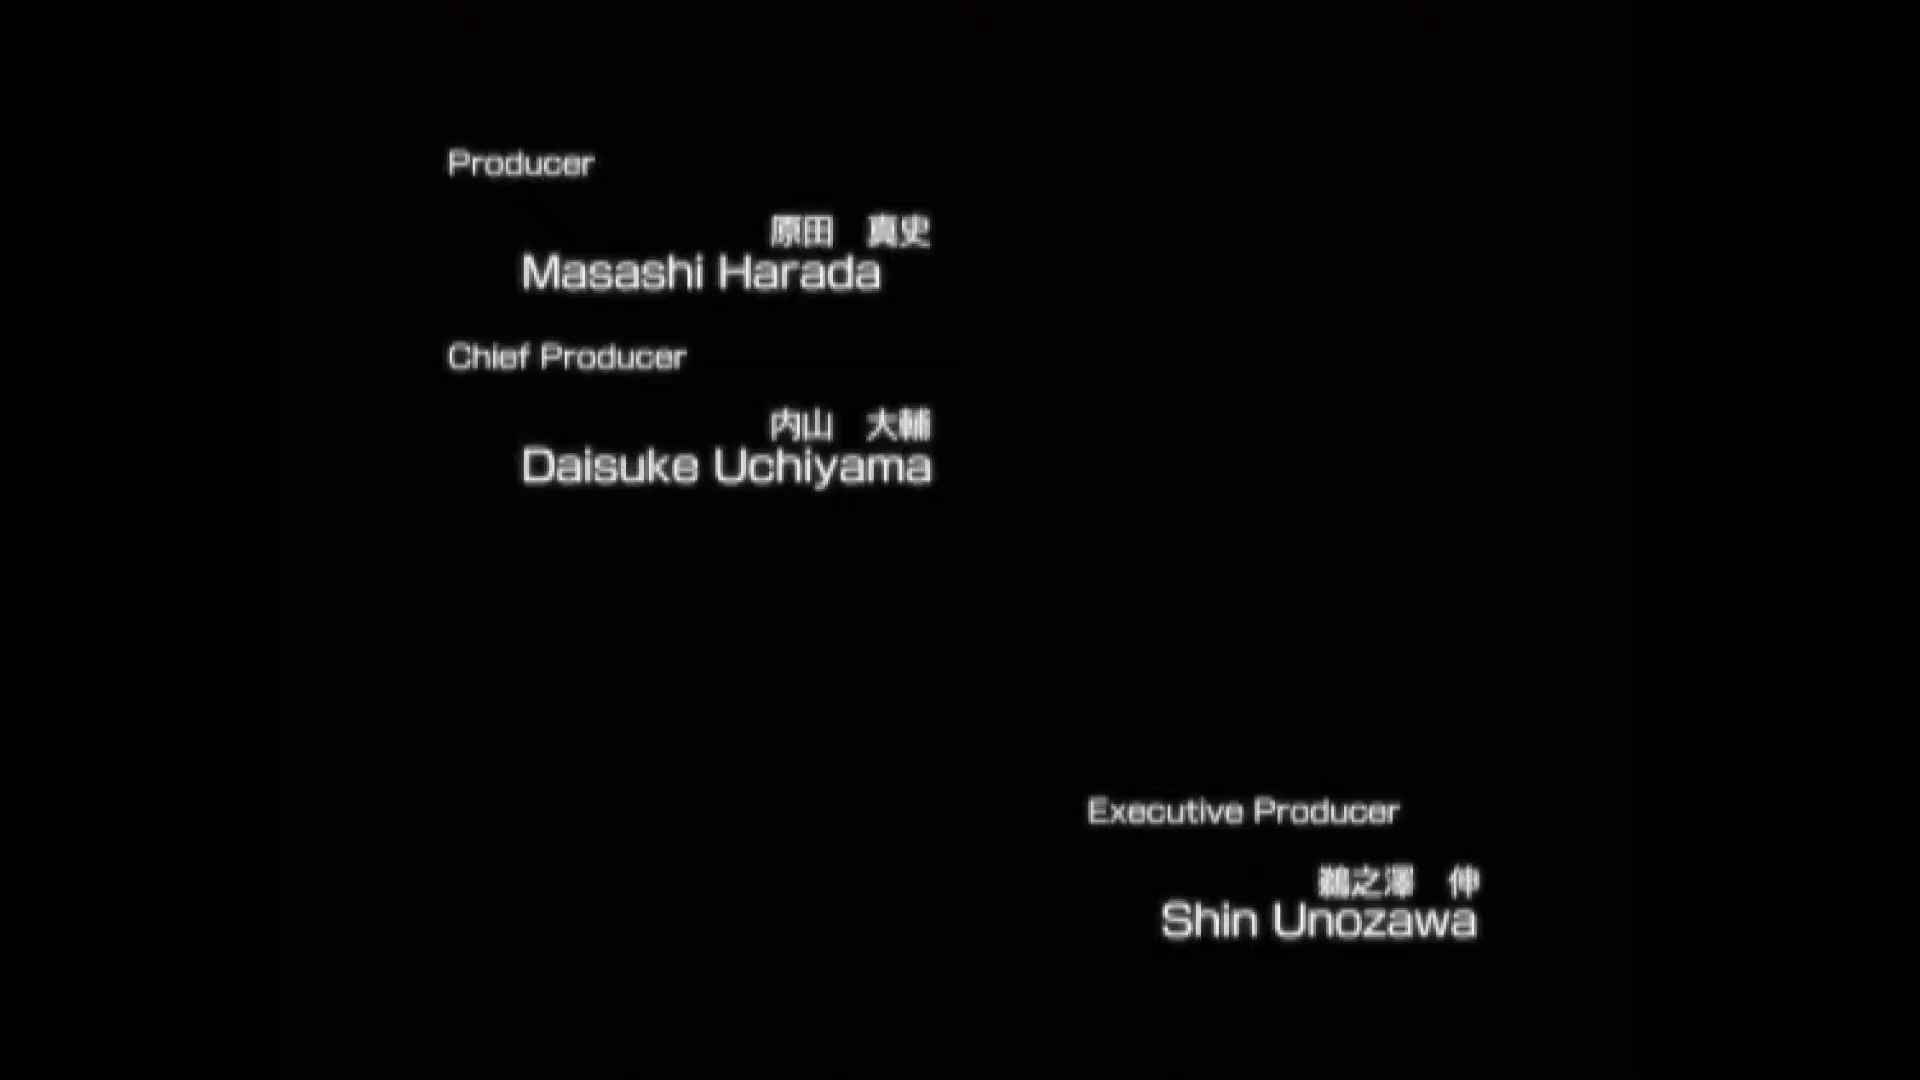 Producer
原田　真史
Masashi Harada
Chief Producer
内山　大輔
Daisuke Uchiyama
Executive Producer
鵜之澤　伸
Shin Unozawa